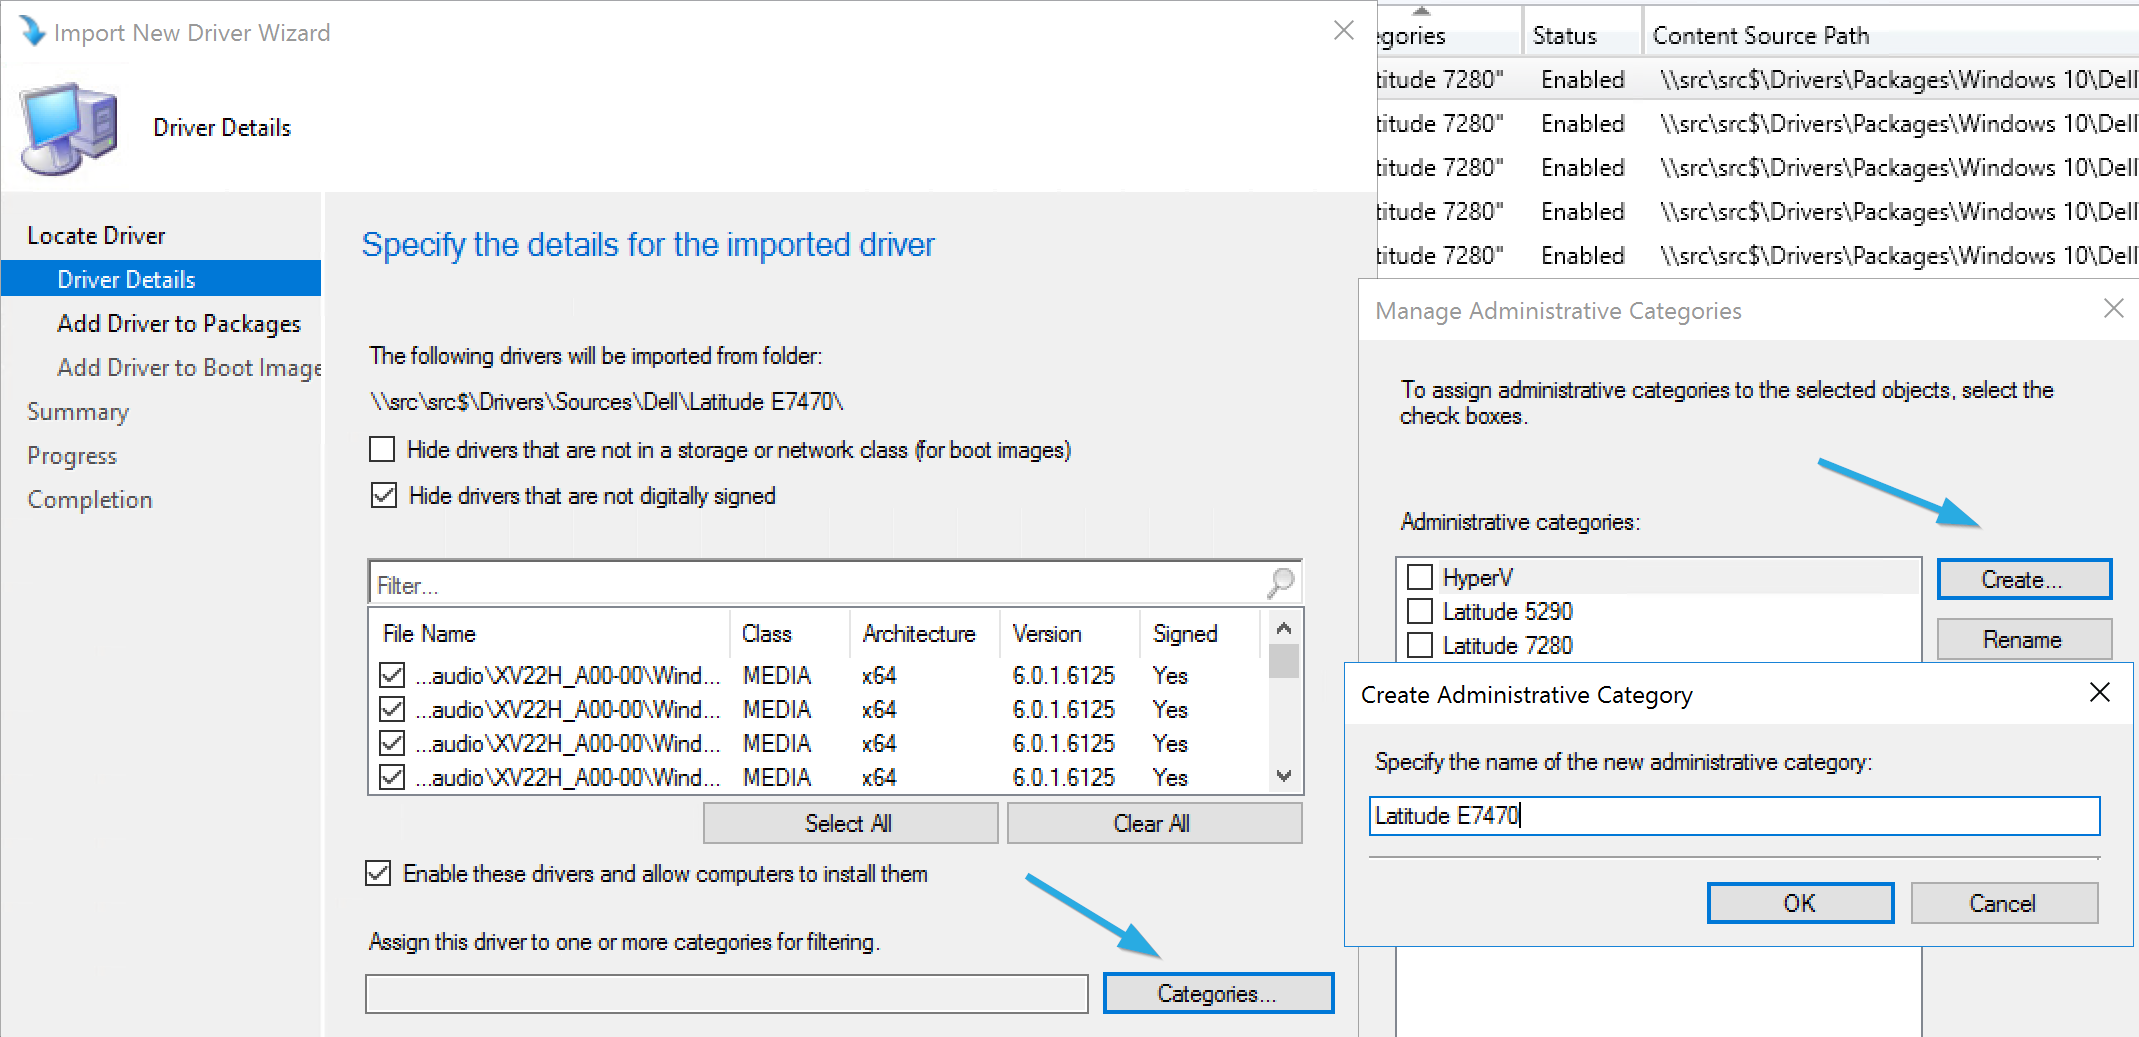 Import New Driver Wizard
Driver Details
Locate Driver
Driver Details
Add Driver to Packages
Add Driver to Boot Image
Summary
Progress
Completion
Specify the details for the imported driver
The following drivers will be imported from folder:
\\src\src$\Drivers\Sources\Dell\Latitude E7470\
Hide drivers that are not in a storage or network class (for boot images)
Hide drivers that are not digitally signed
Filter...
File Name Class Architecture Version Signed
...audio\XV22H_A00-00\Wind... MEDIA x64 6.0.1.6125 Yes
...audio\XV22H_A00-00\Wind... MEDIA x64 6.0.1.6125 Yes
...audio\XV22H_A00-00\Wind... MEDIA x64 6.0.1.6125 Yes
...audio\XV22H_A00-00\Wind... MEDIA x64 6.0.1.6125 Yes
Select All Clear All
Enable these drivers and allow computers to install them
Assign this driver to one or more categories for filtering.
Categories...
egories Status Content Source Path
titude 7280" Enabled \\src\src$\Drivers\Packages\Windows 10\Dell
titude 7280" Enabled \\src\src$\Drivers\Packages\Windows 10\Dell
titude 7280" Enabled \\src\src$\Drivers\Packages\Windows 10\Dell
titude 7280" Enabled \\src\src$\Drivers\Packages\Windows 10\Dell
titude 7280" Enabled \\src\src$\Drivers\Packages\Windows 10\Dell
Manage Administrative Categories
To assign administrative categories to the selected objects, select the
check boxes.
Administrative categories:
HyperV
Latitude 5290
Latitude 7280
Create...
Rename
Create Administrative Category
Specify the name of the new administrative category:
Latitude E7470
OK Cancel